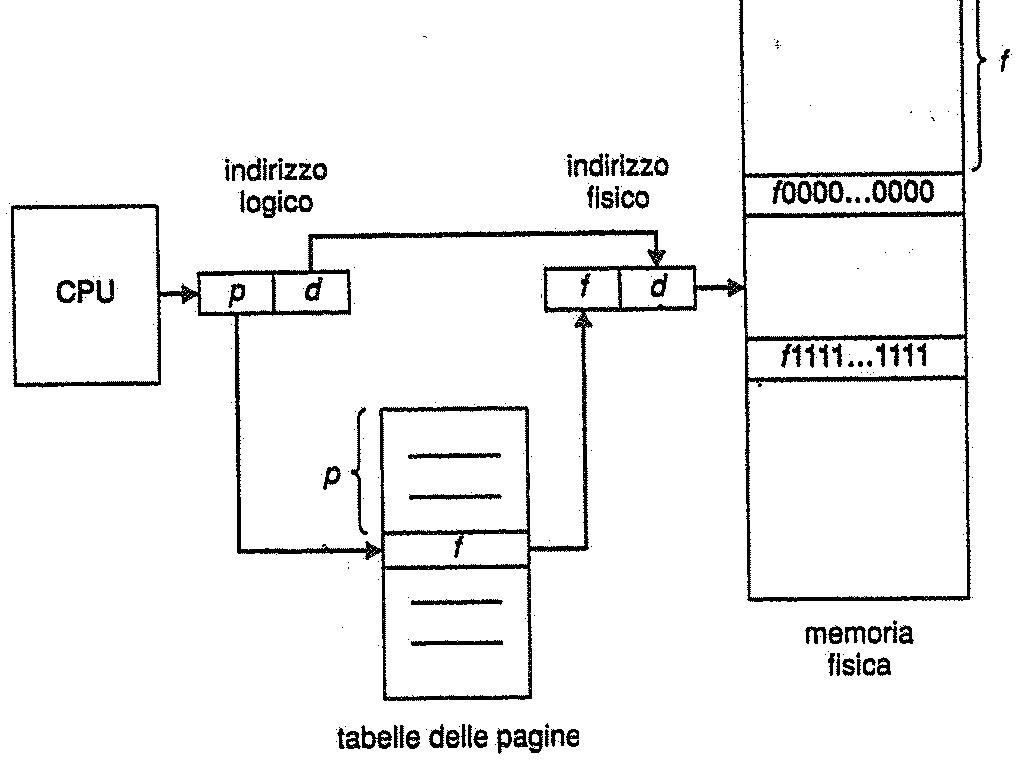 f
indirizzo
logico
indirizzo
fisico
f0000...0000
CPU
p
d
f
d
f1111...1111
p
f
memoria
fisica
tabelle delle pagine